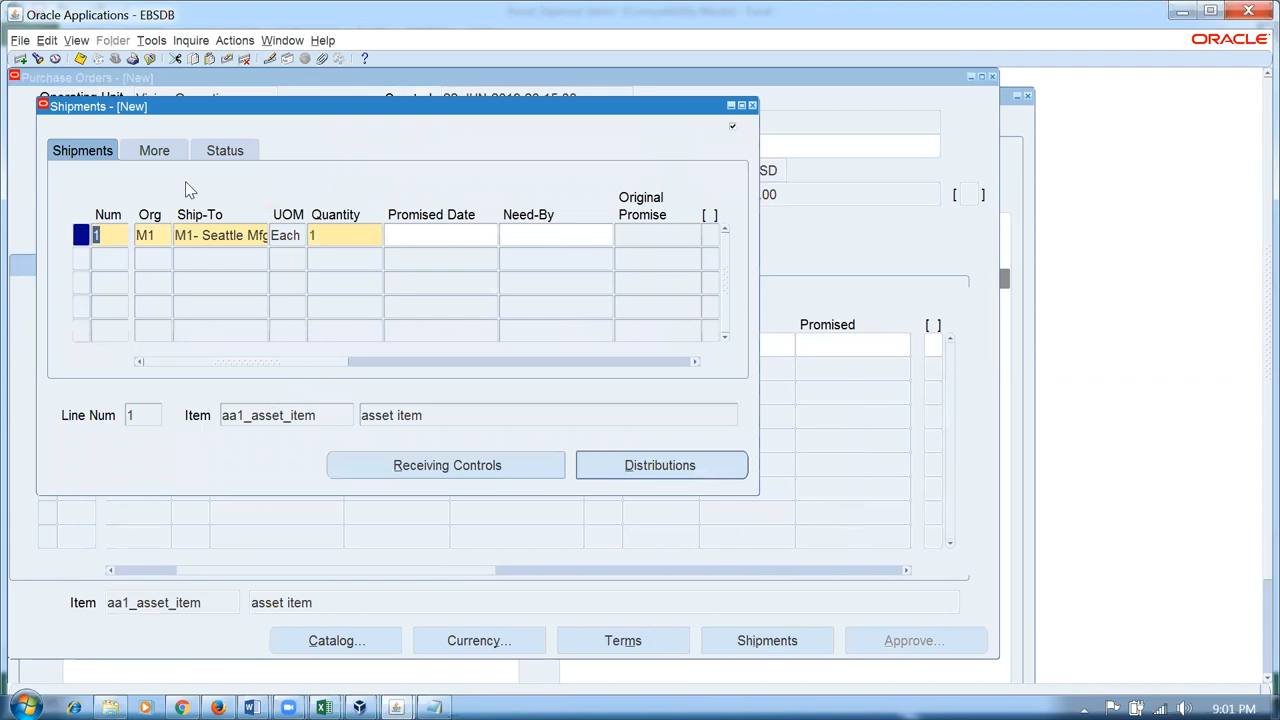 Oracle Applications - EBSDB
File Edit View Folder Tools Inquire Actions Window Help
ORACLE
Purchase Orders - [New]
Shipments - [New]
SD
[ ]
.00
Shipments More Status
Original
Num Org Ship-To UOM Quantity Promised Date Need-By Promise [ ]
1 M1 M1- Seattle Mfg Each 1
Promised [ ]
Line Num 1 Item aa1_asset_item asset item
Receiving Controls Distributions
Item aa1_asset_item asset item
Catalog... Currency... Terms Shipments Approve...
9:01 PM